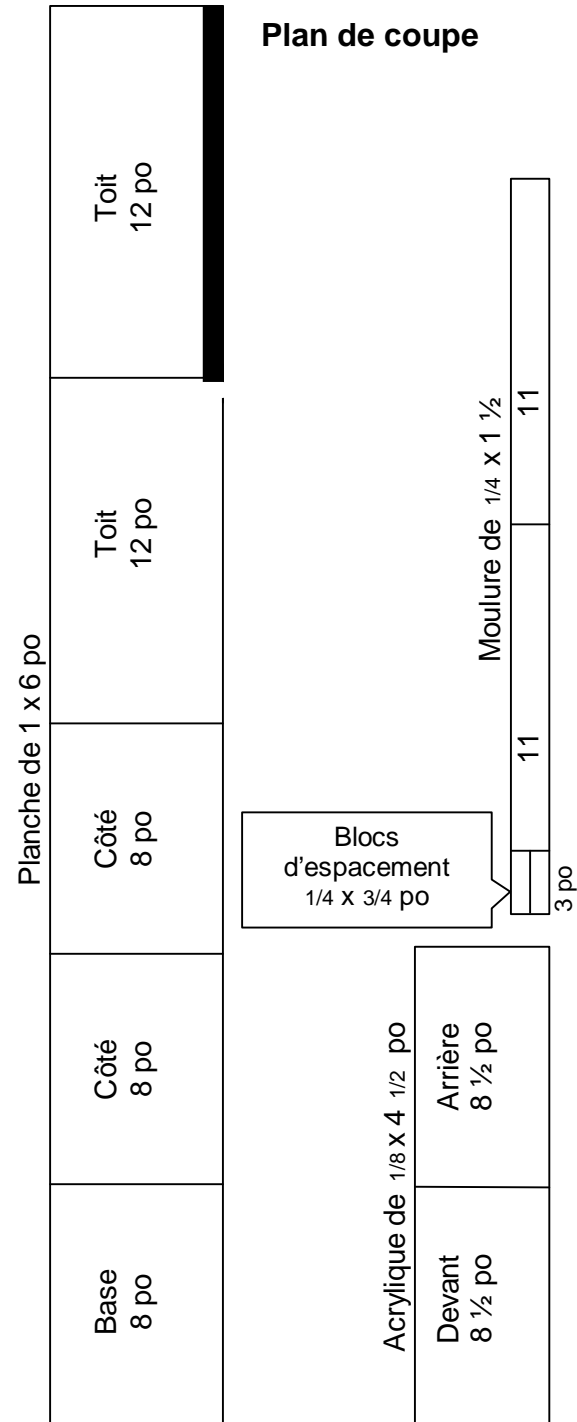 Plan de coupe
Planche de 1 x 6 po
Toit
12 po
Toit
12 po
Côté
8 po
Côté
8 po
Base
8 po
Moulure de 1/4 x 1 ½
11
11
3 po
Blocs
d'espacement
1/4 x 3/4 po
Acrylique de 1/8 x 4 1/2 po
Arrière
8 ½ po
Devant
8 ½ po